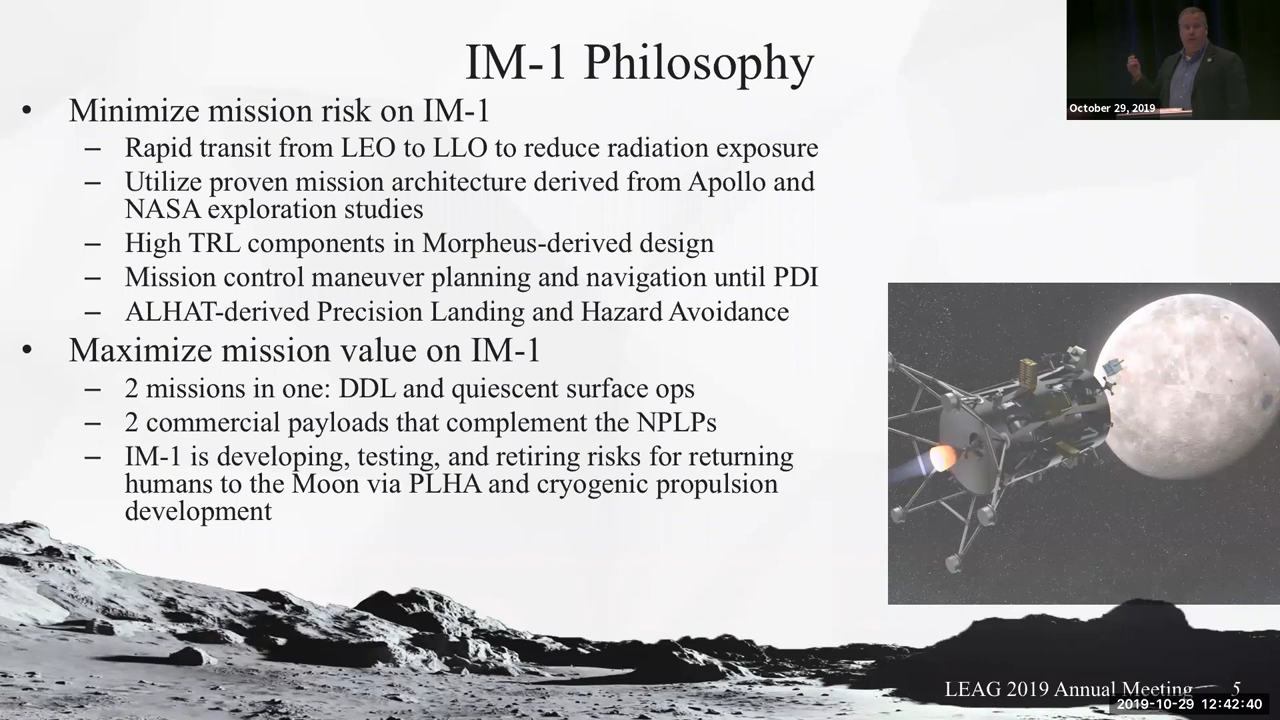 IM-1 Philosophy
October 29, 2019
• Minimize mission risk on IM-1
– Rapid transit from LEO to LLO to reduce radiation exposure
– Utilize proven mission architecture derived from Apollo and
NASA exploration studies
– High TRL components in Morpheus-derived design
– Mission control maneuver planning and navigation until PDI
– ALHAT-derived Precision Landing and Hazard Avoidance
• Maximize mission value on IM-1
– 2 missions in one: DDL and quiescent surface ops
– 2 commercial payloads that complement the NPLPs
– IM-1 is developing, testing, and retiring risks for returning
humans to the Moon via PLHA and cryogenic propulsion
development
LEAG 2019 Annual Meeting 5
2019-10-29 12:42:40